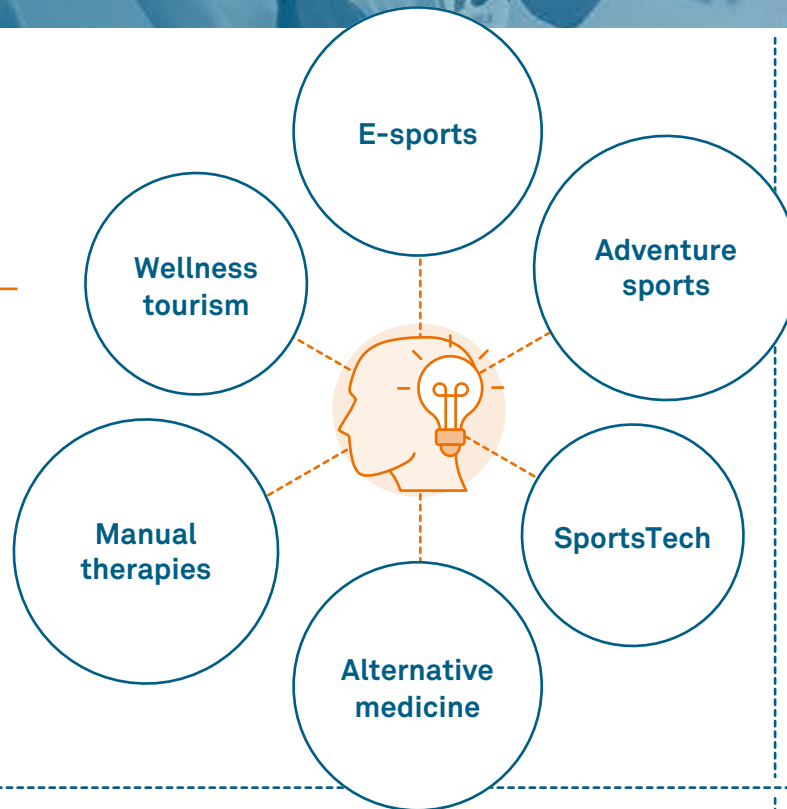 E-sports
Adventure
sports
Wellness
tourism
Manual
therapies
SportsTech
Alternative
medicine